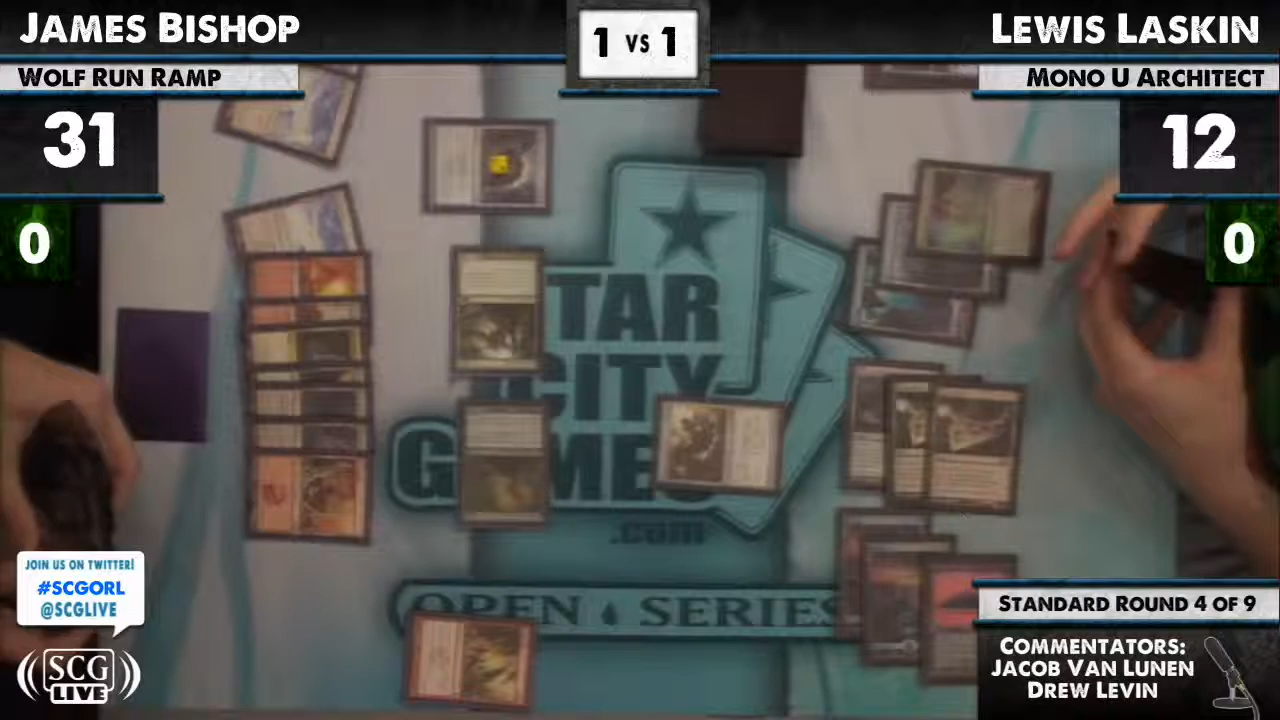 JAMES BISHOP
1 VS 1
LEWIS LASKIN
WOLF RUN RAMP
MONO U ARCHITECT
31
12
0
0
TAR
CITY
GAMES
.com
OPEN SERIES
JOIN US ON TWITTER!
#SCGORL
@SCGLIVE
SCG
LIVE
STANDARD ROUND 4 OF 9
COMMENTATORS:
JACOB VAN LUNEN
DREW LEVIN